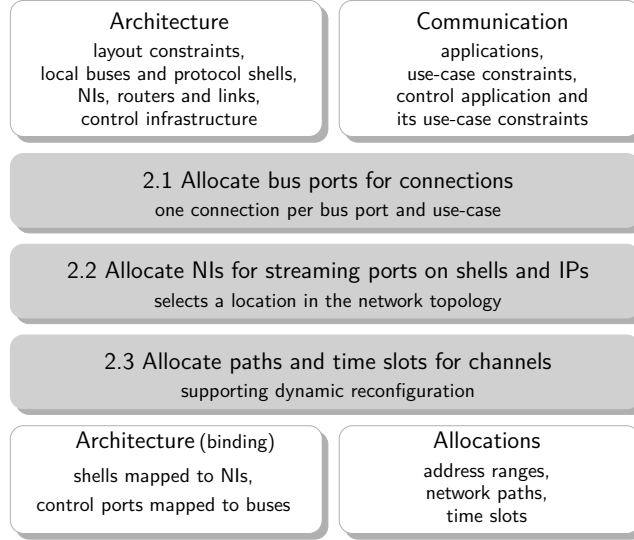 Architecture
layout constraints,
local buses and protocol shells,
NIs, routers and links,
control infrastructure
Communication
applications,
use-case constraints,
control application and
its use-case constraints
2.1 Allocate bus ports for connections
one connection per bus port and use-case
2.2 Allocate NIs for streaming ports on shells and IPs
selects a location in the network topology
2.3 Allocate paths and time slots for channels
supporting dynamic reconfiguration
Architecture (binding)
shells mapped to NIs,
control ports mapped to buses
Allocations
address ranges,
network paths,
time slots